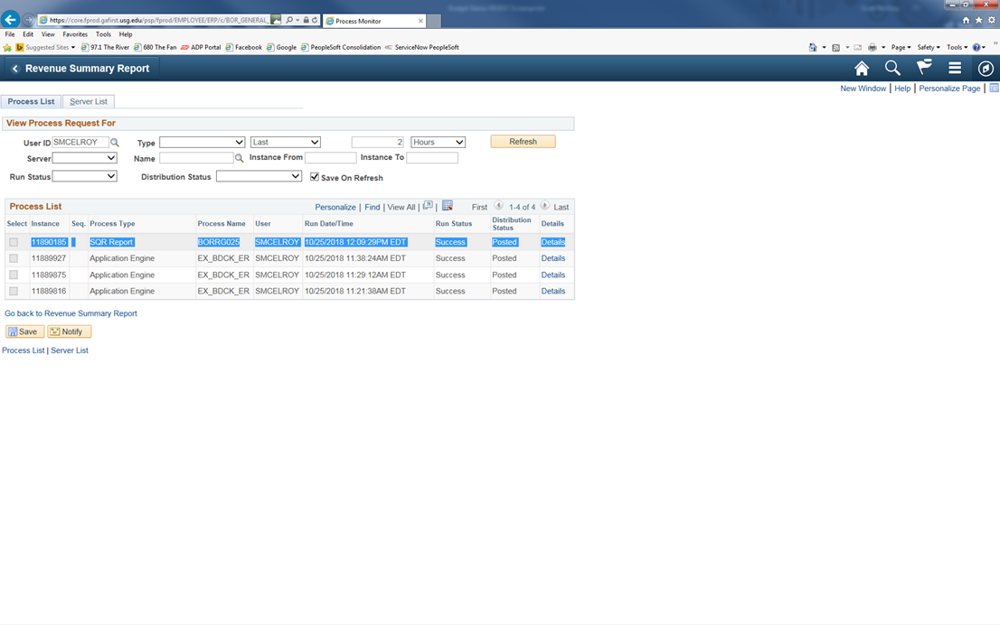 https://core.fprod.gafirst.usg.edu/psp/fprod/EMPLOYEE/ERP/c/BOR_GENERAL_
Process Monitor
File Edit View Favorites Tools Help
Suggested Sites 97.1 The River 680 The Fan ADP Portal Facebook Google PeopleSoft Consolidation ServiceNow PeopleSoft
Page Safety Tools
Revenue Summary Report
New Window | Help | Personalize Page |
Process List Server List
View Process Request For
User ID SMCELROY Type Last 2 Hours Refresh
Server Name Instance From Instance To
Run Status Distribution Status Save On Refresh
Process List Personalize | Find | View All | | First 1-4 of 4 Last
Select Instance Seq. Process Type Process Name User Run Date/Time Run Status Distribution Status Details
11890185 SQR Report BORRG025 SMCELROY 10/25/2018 12:09:29PM EDT Success Posted Details
11889927 Application Engine EX_BDCK_ER SMCELROY 10/25/2018 11:38:24AM EDT Success Posted Details
11889875 Application Engine EX_BDCK_ER SMCELROY 10/25/2018 11:29:12AM EDT Success Posted Details
11889816 Application Engine EX_BDCK_ER SMCELROY 10/25/2018 11:21:38AM EDT Success Posted Details
Go back to Revenue Summary Report
Save Notify
Process List | Server List